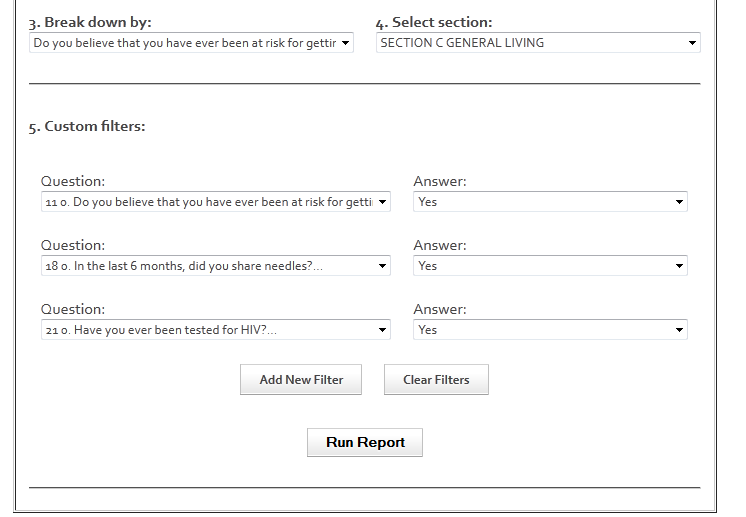 3. Break down by: 4. Select section:
Do you believe that you have ever been at risk for gettir SECTION C GENERAL LIVING
5. Custom filters:
Question: Answer:
11 0. Do you believe that you have ever been at risk for getti Yes
Question: Answer:
18 0. In the last 6 months, did you share needles?... Yes
Question: Answer:
21 0. Have you ever been tested for HIV?... Yes
Add New Filter Clear Filters
Run Report